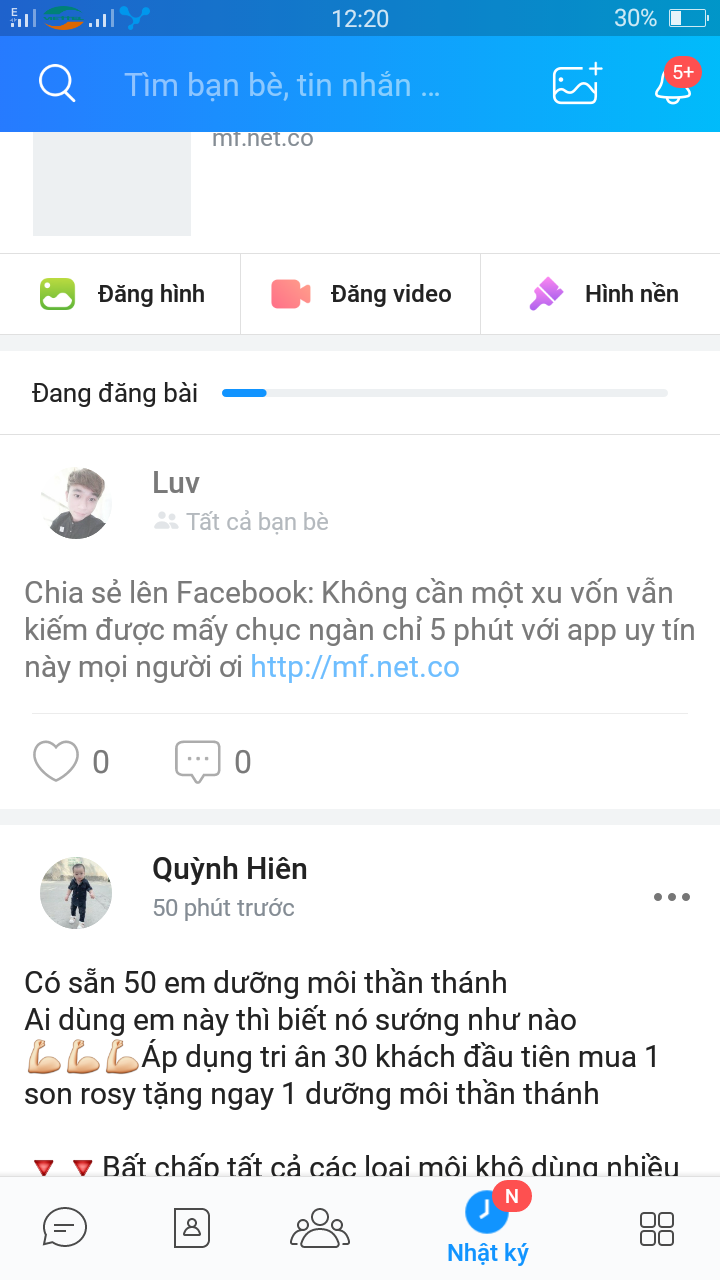 E
12:20
30%
Tìm bạn bè, tin nhắn ...
5+
mf.net.co
Đăng hình
Đăng video
Hình nền
Đang đăng bài
Luv
Tất cả bạn bè
Chia sẻ lên Facebook: Không cần một xu vốn vẫn
kiếm được mấy chục ngàn chỉ 5 phút với app uy tín
này mọi người ơi http://mf.net.co
0
0
Quỳnh Hiên
50 phút trước
Có sẵn 50 em dưỡng môi thần thánh
Ai dùng em này thì biết nó sướng như nào
💪💪💪Áp dụng tri ân 30 khách đầu tiên mua 1
son rosy tặng ngay 1 dưỡng môi thần thánh
🔻🔻Bất chấp tất cả các loại môi khô dùng nhiều
N
Nhật ký